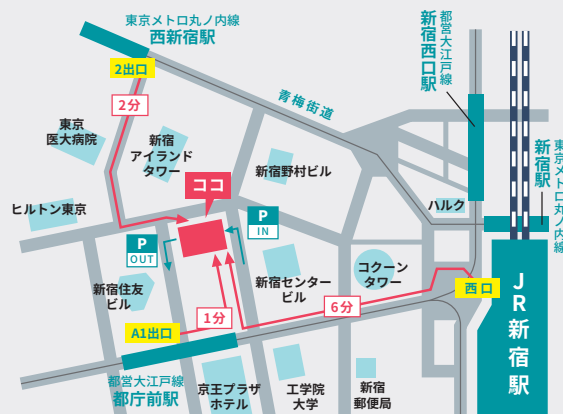 東京メトロ丸ノ内線
西新宿駅
2出口
2分
青梅街道
都営大江戸線
新宿西口駅
東京メトロ丸ノ内線
新宿駅
東京
医大病院
新宿
アイランド
タワー
新宿野村ビル
ココ
ハルク
ヒルトン東京
P
IN
P
OUT
新宿住友
ビル
新宿センター
ビル
コクーン
タワー
西口
JR新宿駅
1分
6分
A1出口
都営大江戸線
都庁前駅
京王プラザ
ホテル
工学院
大学
新宿
郵便局